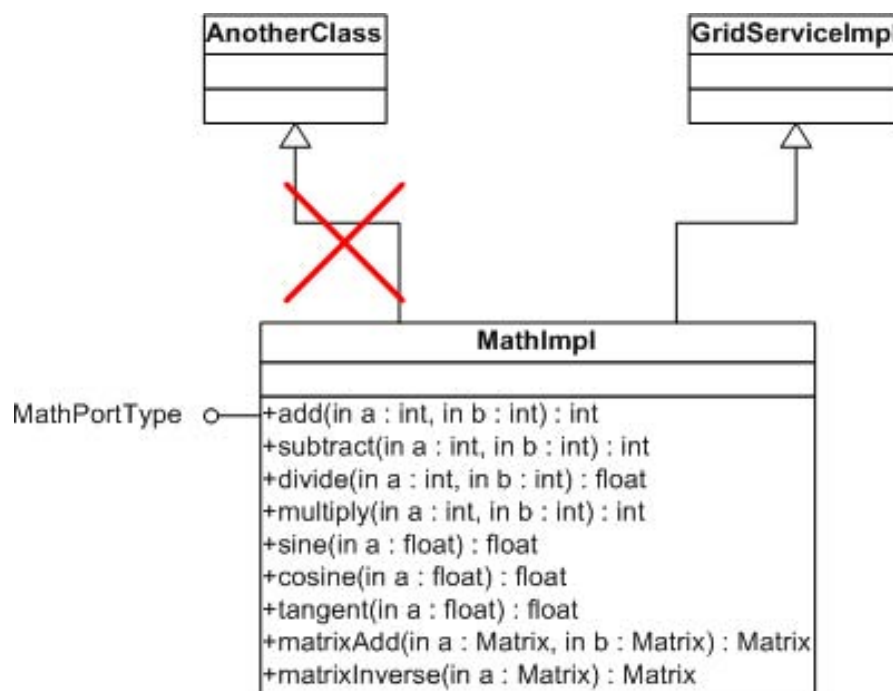 AnotherClass
GridServiceImpl
MathImpl
MathPortType
+add(in a : int, in b : int) : int
+subtract(in a : int, in b : int) : int
+divide(in a : int, in b : int) : float
+multiply(in a : int, in b : int) : int
+sine(in a : float) : float
+cosine(in a : float) : float
+tangent(in a : float) : float
+matrixAdd(in a : Matrix, in b : Matrix) : Matrix
+matrixInverse(in a : Matrix) : Matrix